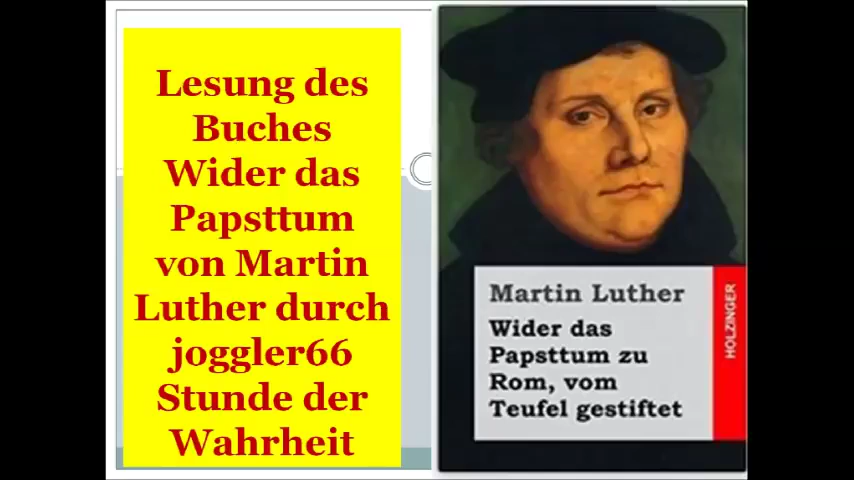 Lesung des
Buches
Wider das
Papsttum
von Martin
Luther durch
joggler66
Stunde der
Wahrheit
Martin Luther
Wider das
Papsttum zu
Rom, vom
Teufel gestiftet
HOLZINGER